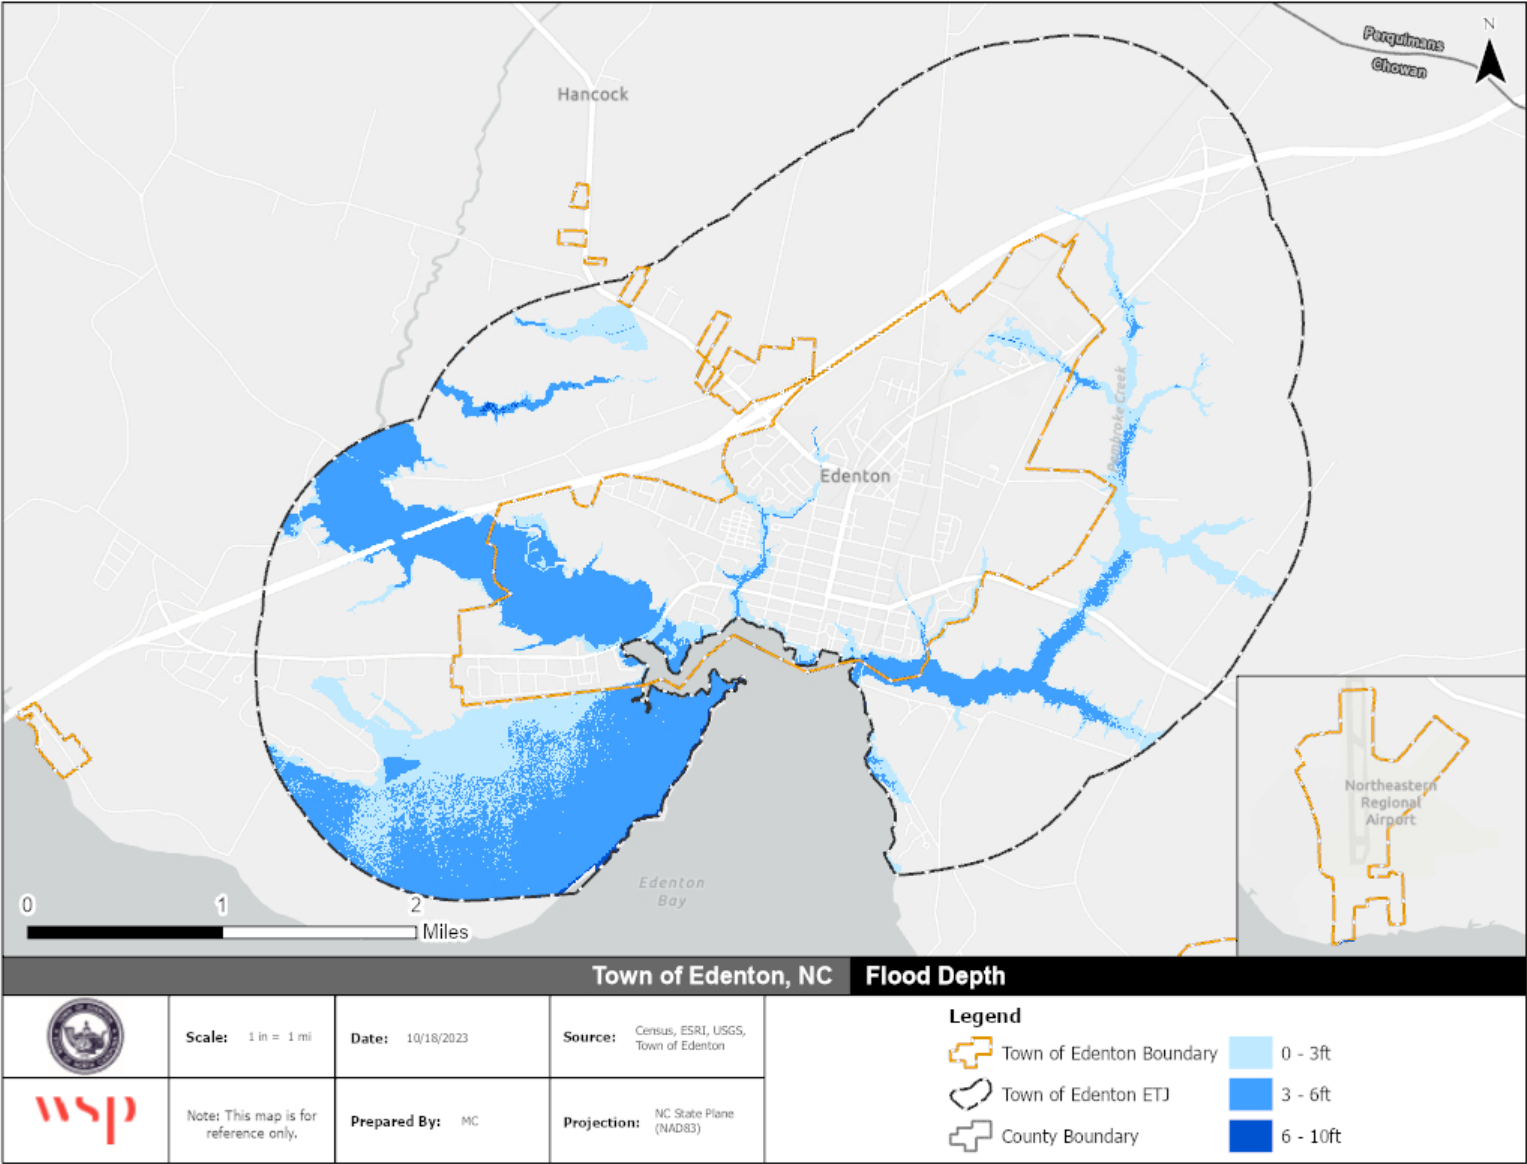 N
Perquimans
Chowan
Hancock
Edenton
Pembroke Creek
Northeastern
Regional
Airport
Edenton
Bay
0 1 2
Miles
Town of Edenton, NC Flood Depth
Scale: 1 in = 1 mi
Date: 10/18/2023
Source: Census, ESRI, USGS,
Town of Edenton
wsp
Note: This map is for
reference only.
Prepared By: MC
Projection: NC State Plane
(NAD83)
Legend
Town of Edenton Boundary
0 - 3ft
Town of Edenton ETJ
3 - 6ft
County Boundary
6 - 10ft